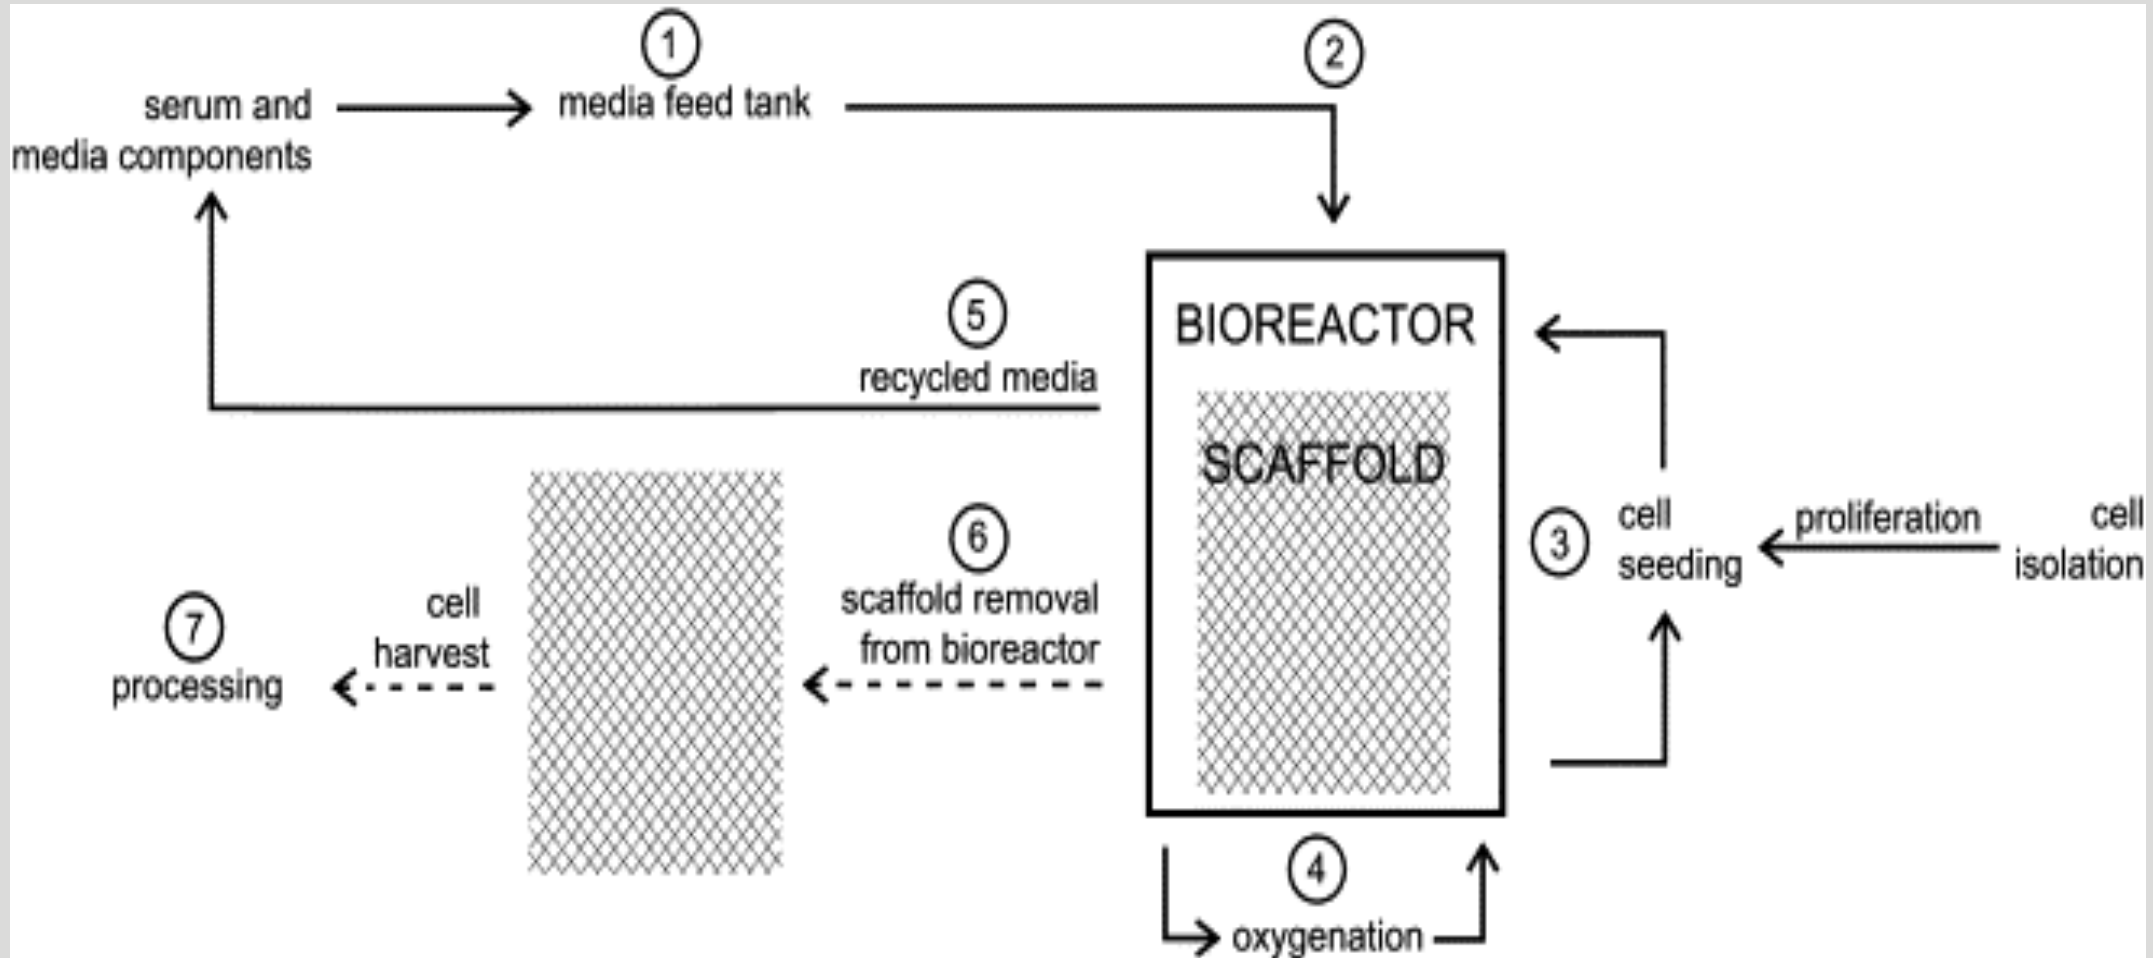 1
serum and
media components
media feed tank
2
BIOREACTOR
SCAFFOLD
3
cell
seeding
proliferation
cell
isolation
4
oxygenation
5
recycled media
6
scaffold removal
from bioreactor
cell
harvest
7
processing